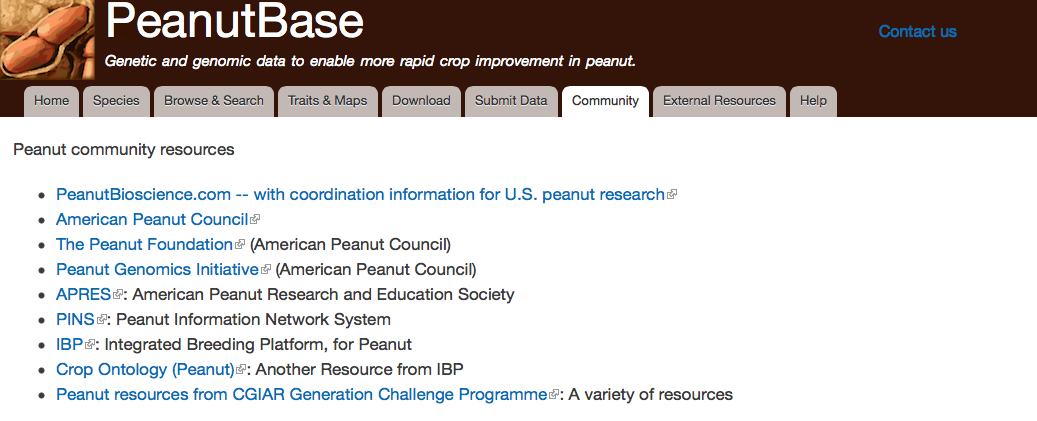 PeanutBase
Contact us
Genetic and genomic data to enable more rapid crop improvement in peanut.
Home Species Browse & Search Traits & Maps Download Submit Data Community External Resources Help
Peanut community resources
• PeanutBioscience.com -- with coordination information for U.S. peanut research
• American Peanut Council
• The Peanut Foundation (American Peanut Council)
• Peanut Genomics Initiative (American Peanut Council)
• APRES: American Peanut Research and Education Society
• PINS: Peanut Information Network System
• IBP: Integrated Breeding Platform, for Peanut
• Crop Ontology (Peanut): Another Resource from IBP
• Peanut resources from CGIAR Generation Challenge Programme: A variety of resources